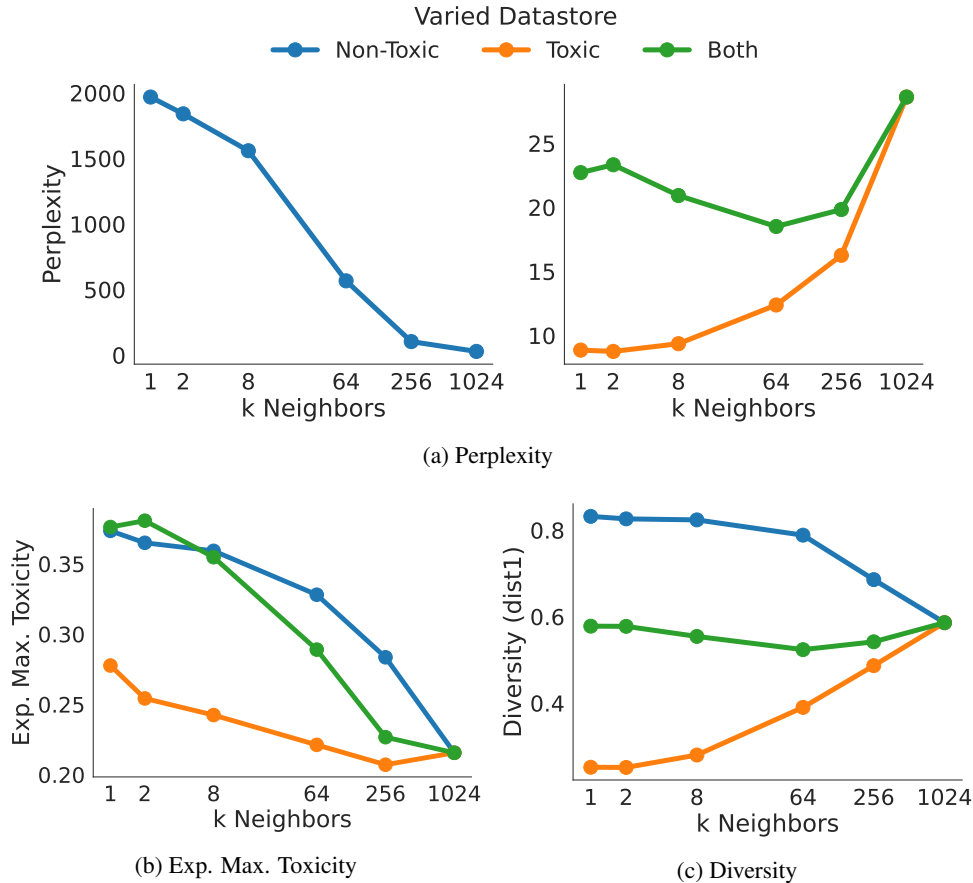 Varied Datastore
Non-Toxic Toxic Both
Perplexity
2000
1500
1000
500
0
1 2 8 64 256 1024
k Neighbors
25
20
15
10
1 2 8 64 256 1024
k Neighbors
(a) Perplexity
Exp. Max. Toxicity
0.35
0.30
0.25
0.20
1 2 8 64 256 1024
k Neighbors
(b) Exp. Max. Toxicity
Diversity (dist1)
0.8
0.6
0.4
1 2 8 64 256 1024
k Neighbors
(c) Diversity